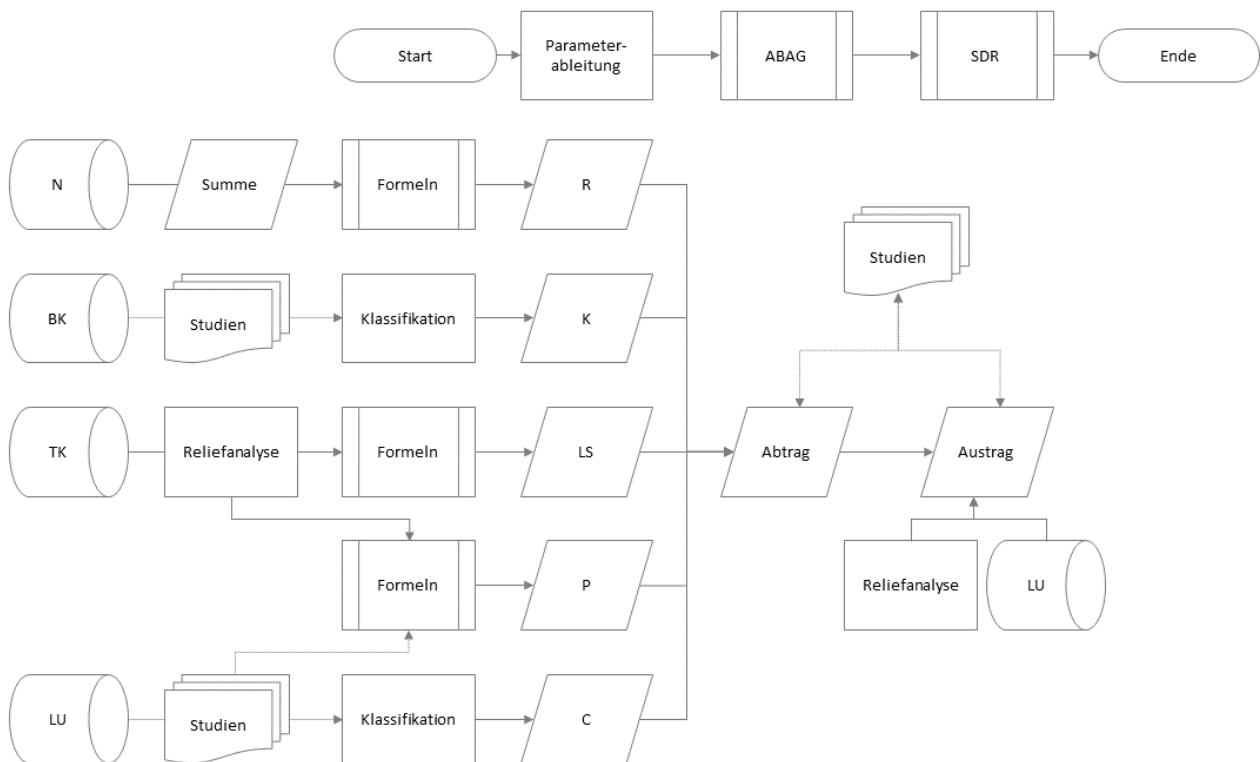 Start
Parameter-
ableitung
ABAG
SDR
Ende
N
Summe
Formeln
R
Studien
BK
Studien
Klassifikation
K
TK
Reliefanalyse
Formeln
LS
Abtrag
Austrag
Formeln
P
Reliefanalyse
LU
LU
Studien
Klassifikation
C